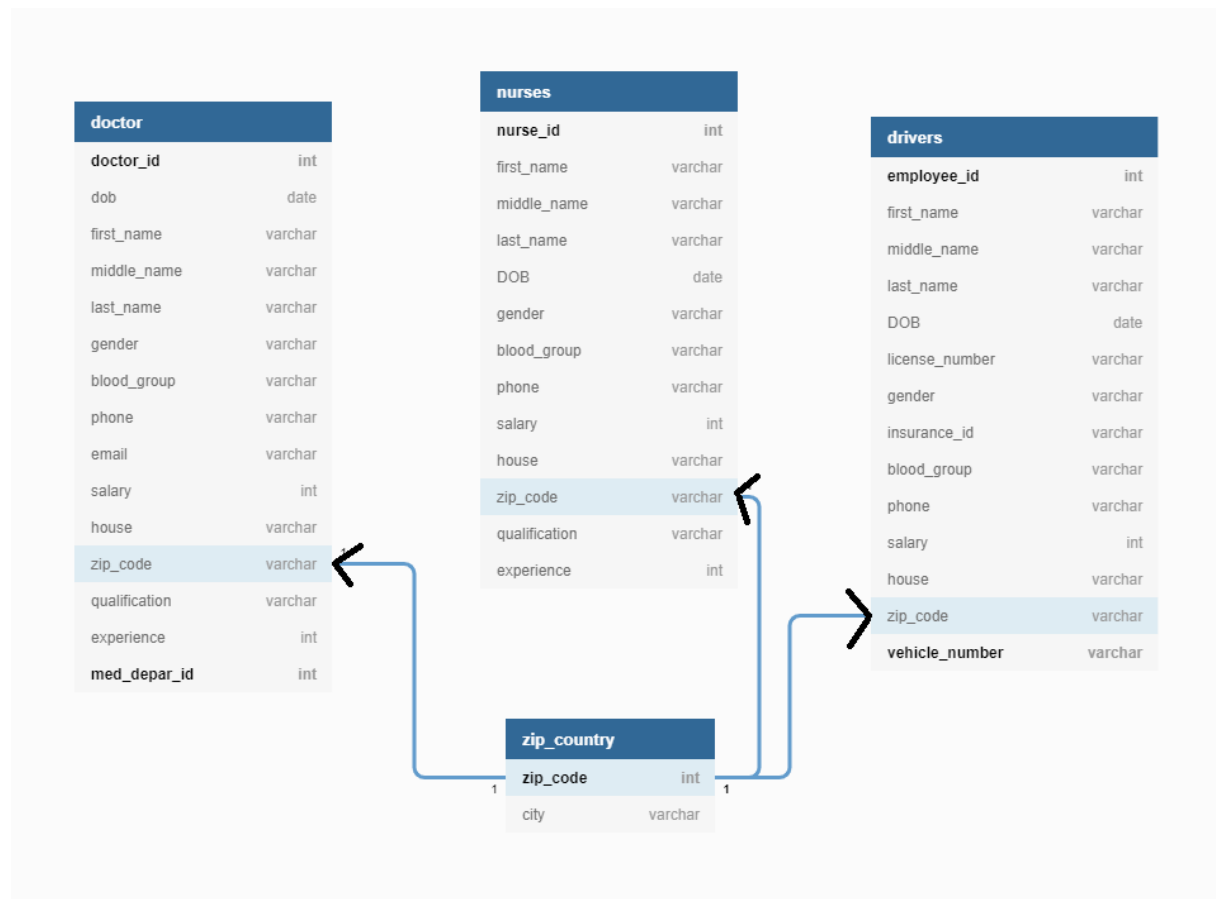 doctor
doctor_id int
dob date
first_name varchar
middle_name varchar
last_name varchar
gender varchar
blood_group varchar
phone varchar
email varchar
salary int
house varchar
zip_code varchar
qualification varchar
experience int
med_depar_id int
nurses
nurse_id int
first_name varchar
middle_name varchar
last_name varchar
DOB date
gender varchar
blood_group varchar
phone varchar
salary int
house varchar
zip_code varchar
qualification varchar
experience int
drivers
employee_id int
first_name varchar
middle_name varchar
last_name varchar
DOB date
license_number varchar
gender varchar
insurance_id varchar
blood_group varchar
phone varchar
salary int
house varchar
zip_code varchar
vehicle_number varchar
zip_country
zip_code int
city varchar
1
1
1